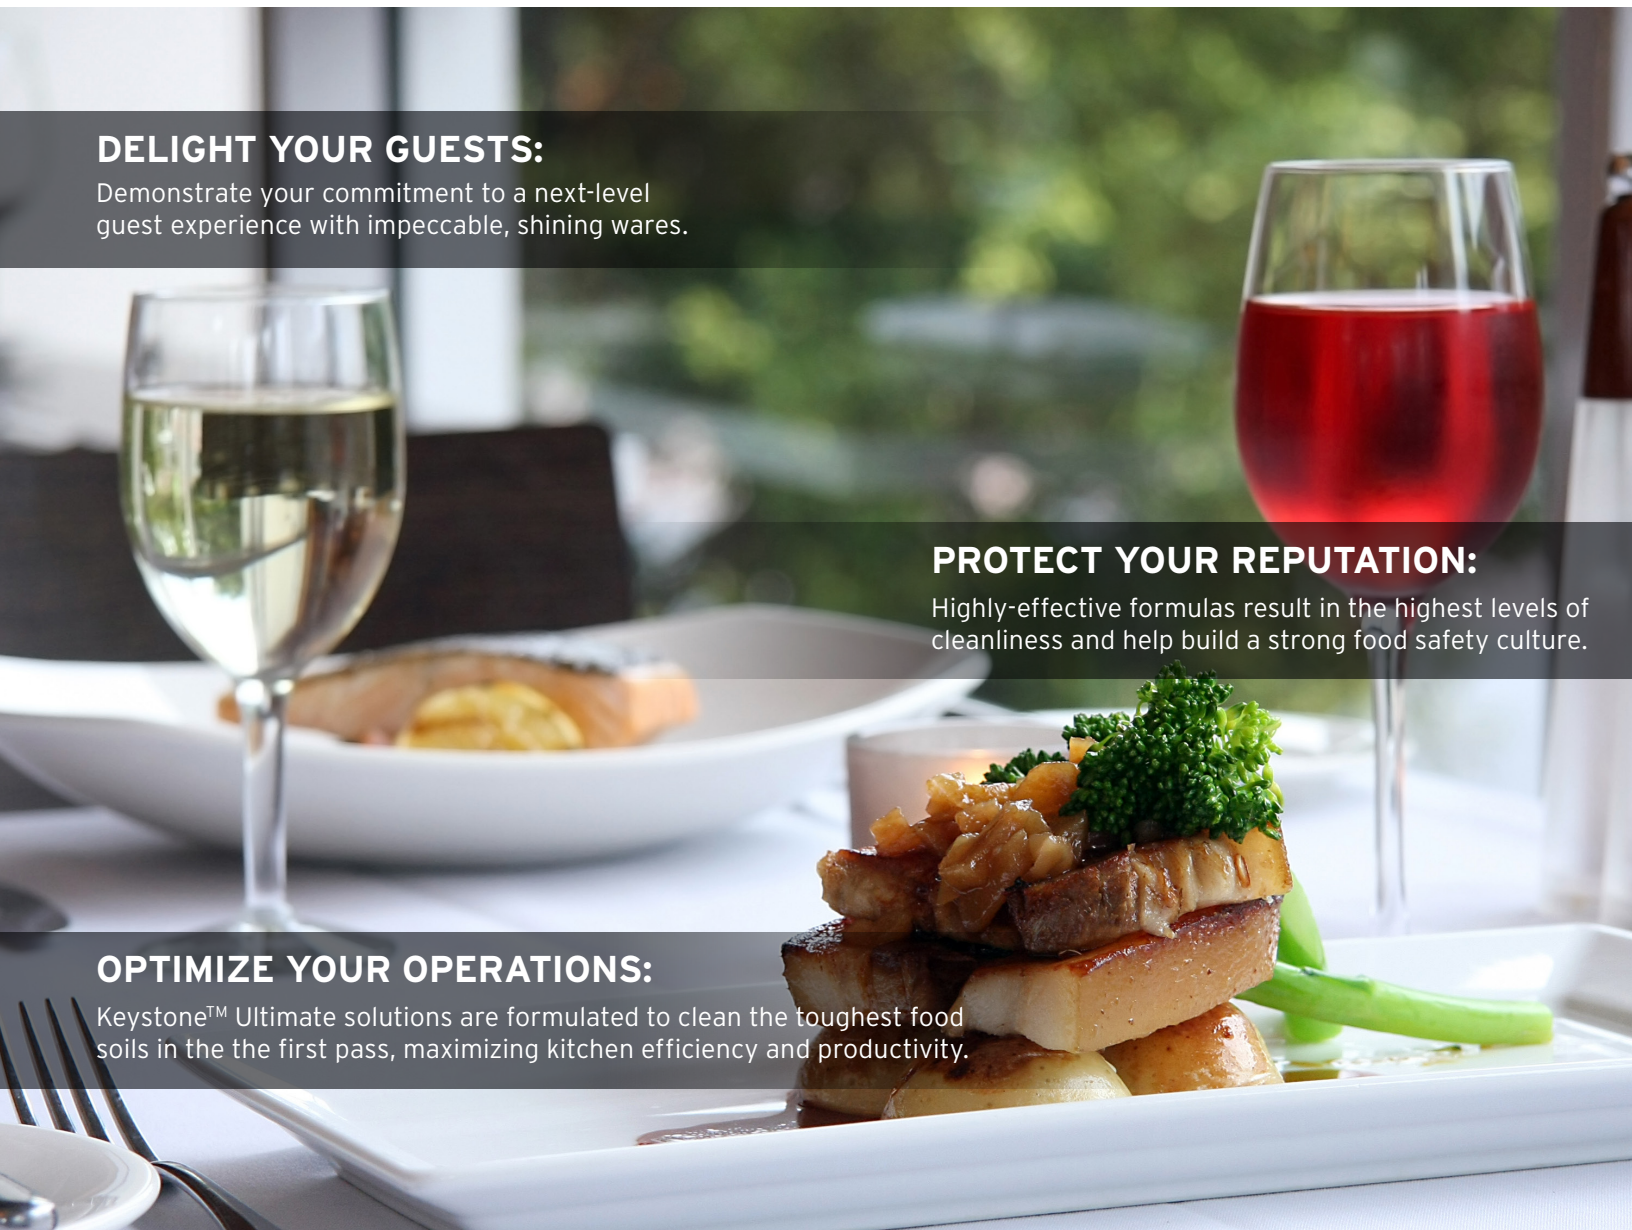 DELIGHT YOUR GUESTS:
Demonstrate your commitment to a next-level
guest experience with impeccable, shining wares.
PROTECT YOUR REPUTATION:
Highly-effective formulas result in the highest levels of
cleanliness and help build a strong food safety culture.
OPTIMIZE YOUR OPERATIONS:
Keystone™ Ultimate solutions are formulated to clean the toughest food
soils in the the first pass, maximizing kitchen efficiency and productivity.